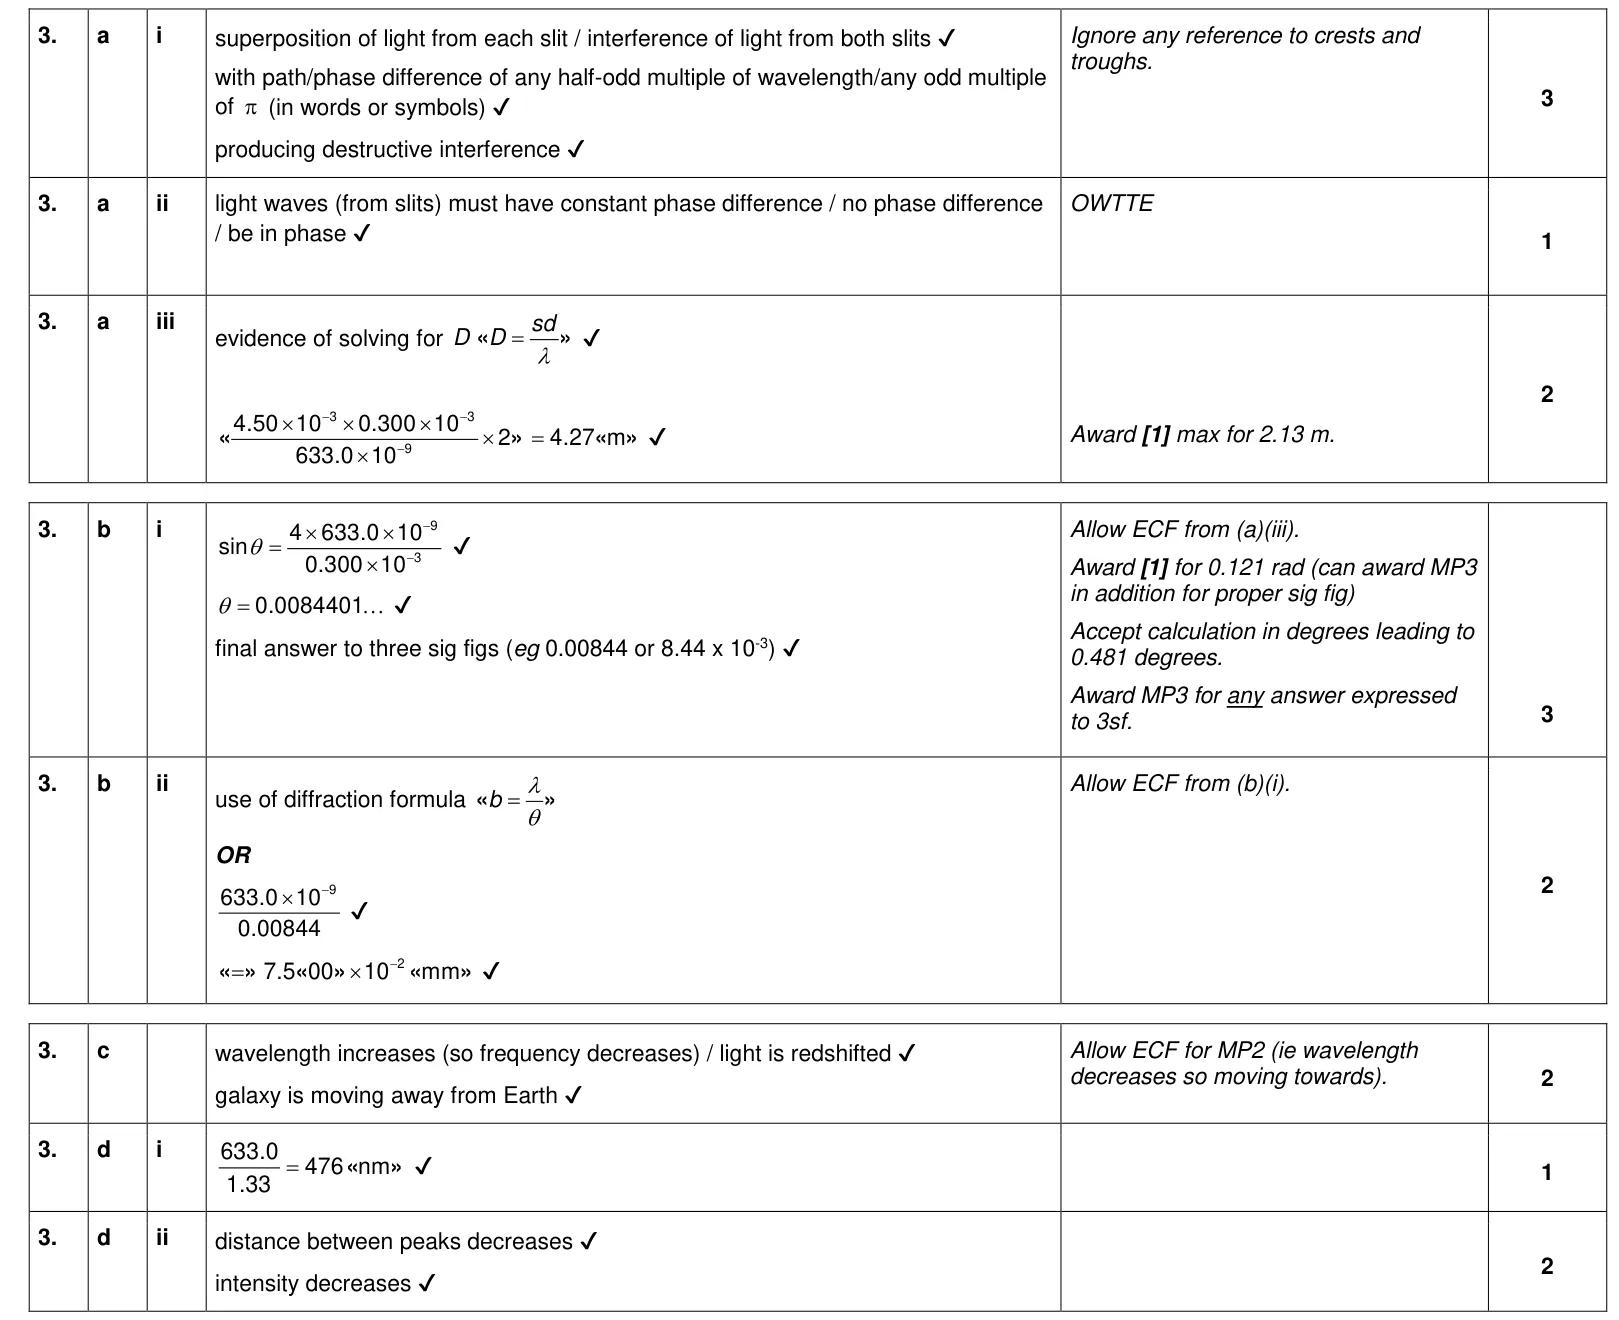 3. a i superposition of light from each slit / interference of light from both slits ✓ Ignore any reference to crests and
troughs.
with path/phase difference of any half-odd multiple of wavelength/any odd multiple
of π (in words or symbols) ✓ 3
producing destructive interference ✓
3. a ii light waves (from slits) must have constant phase difference / no phase difference OWTTE
/ be in phase ✓ 1
3. a iii evidence of solving for D «D = sd/λ» ✓
2
«4.50×10⁻³×0.300×10⁻³/633.0×10⁻⁹ ×2» = 4.27«m» ✓ Award [1] max for 2.13 m.
3. b i sinθ = 4×633.0×10⁻⁹/0.300×10⁻³ ✓ Allow ECF from (a)(iii).
Award [1] for 0.121 rad (can award MP3
in addition for proper sig fig)
θ = 0.0084401... ✓
final answer to three sig figs (eg 0.00844 or 8.44 x 10⁻³) ✓ Accept calculation in degrees leading to
0.481 degrees.
Award MP3 for any answer expressed
to 3sf. 3
3. b ii use of diffraction formula «b = λ/θ» Allow ECF from (b)(i).
OR
633.0×10⁻⁹/0.00844 ✓ 2
«=» 7.5«00»×10⁻²«mm» ✓
3. c wavelength increases (so frequency decreases) / light is redshifted ✓ Allow ECF for MP2 (ie wavelength
decreases so moving towards). 2
galaxy is moving away from Earth ✓
3. d i 633.0/1.33 = 476«nm» ✓ 1
3. d ii distance between peaks decreases ✓ 2
intensity decreases ✓